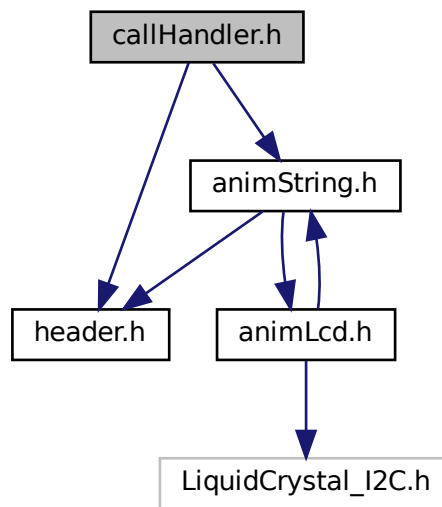 callHandler.h
animString.h
header.h
animLcd.h
LiquidCrystal_I2C.h